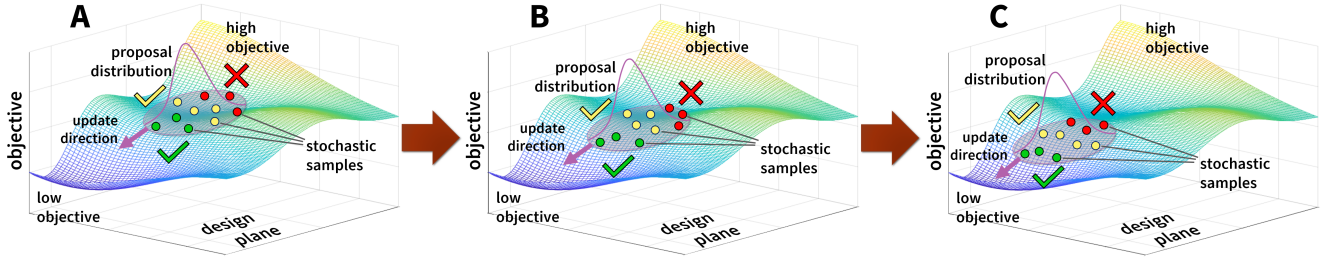 A
high
objective
proposal
distribution
update
direction
stochastic
samples
objective
low
objective
design
plane
B
high
objective
proposal
distribution
update
direction
stochastic
samples
objective
low
objective
design
plane
C
high
objective
proposal
distribution
update
direction
stochastic
samples
objective
low
objective
design
plane